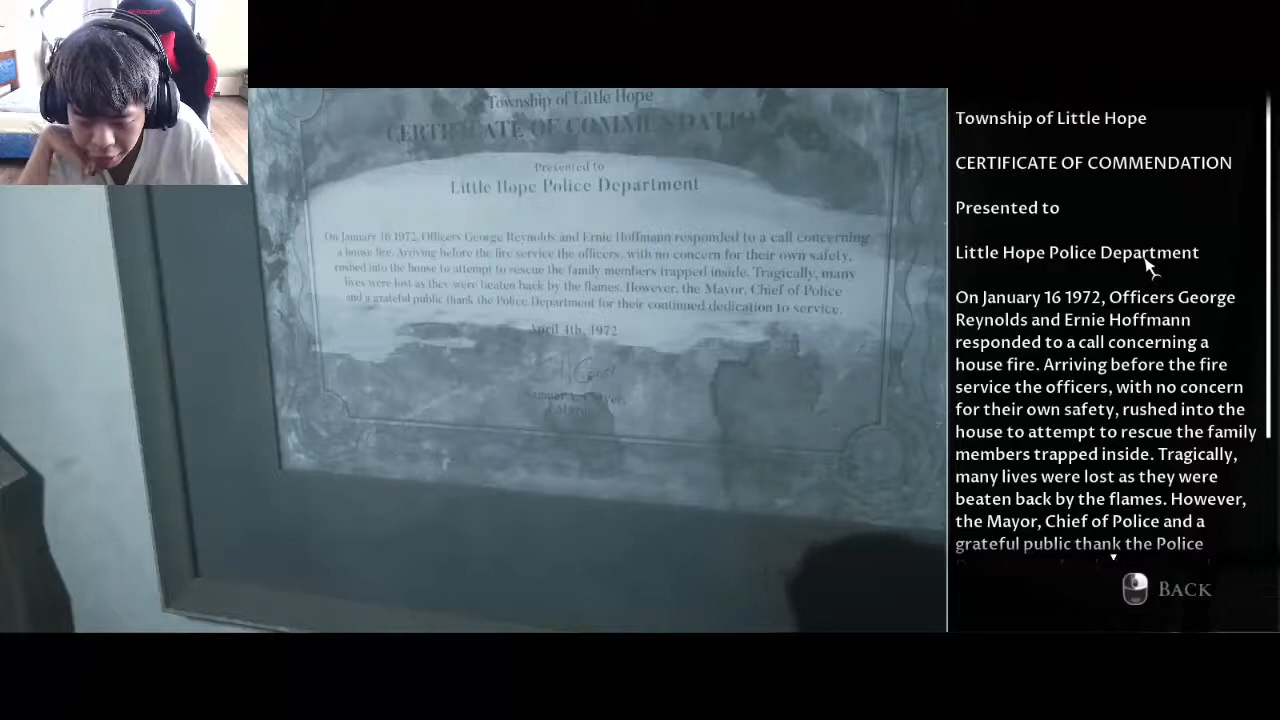 Township of Little Hope
CERTIFICATE OF COMMENDATIO
Presented to
Little Hope Police Department
On January 16 1972, Officers George Reynolds and Ernie Hoffmann responded to a call concerning
a house fire. Arriving before the fire service the officers, with no concern for their own safety,
rushed into the house to attempt to rescue the family members trapped inside. Tragically, many
lives were lost as they were beaten back by the flames. However, the Mayor, Chief of Police
and a grateful public thank the Police Department for their continued dedication to service.
April 4th, 1972
Township of Little Hope
CERTIFICATE OF COMMENDATION
Presented to
Little Hope Police Department
On January 16 1972, Officers George
Reynolds and Ernie Hoffmann
responded to a call concerning a
house fire. Arriving before the fire
service the officers, with no concern
for their own safety, rushed into the
house to attempt to rescue the family
members trapped inside. Tragically,
many lives were lost as they were
beaten back by the flames. However,
the Mayor, Chief of Police and a
grateful public thank the Police
BACK